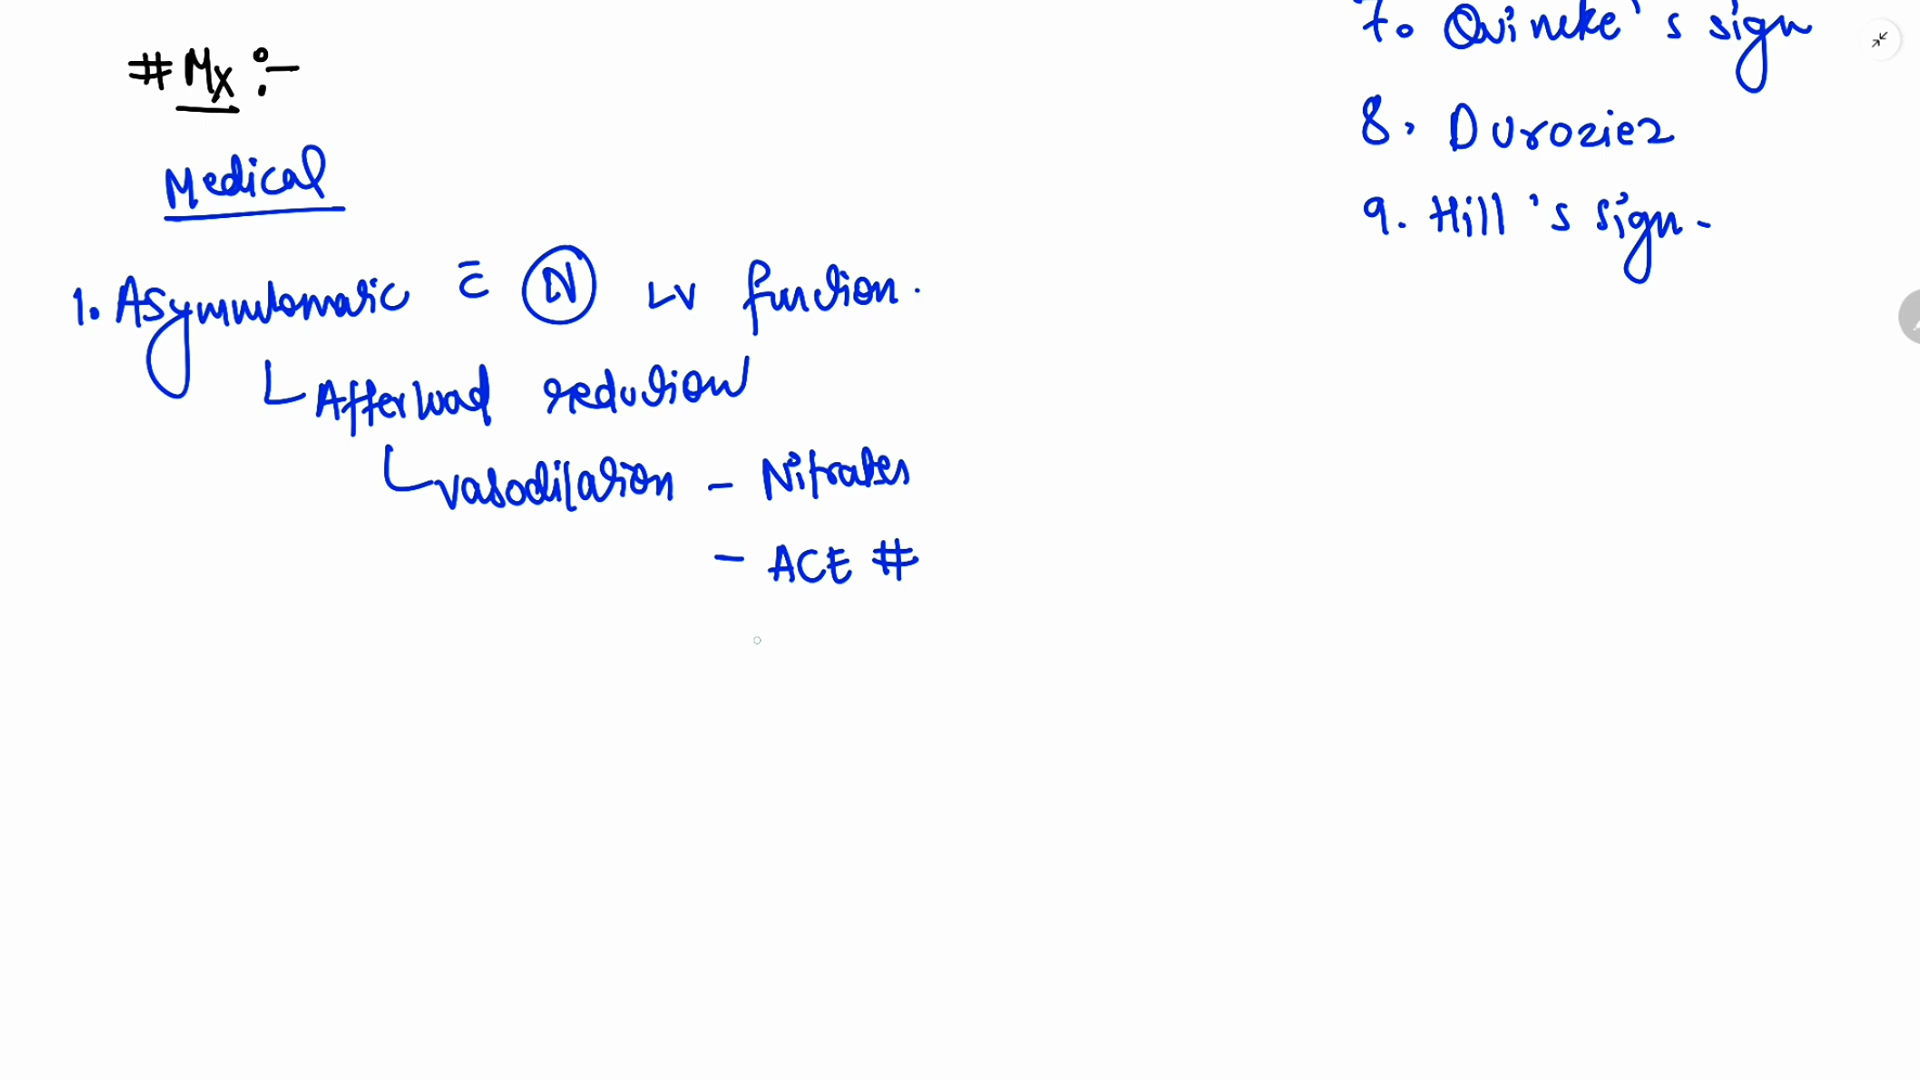 # Mx :-
Medical
1. Asymptomatic c̄ Ⓝ LV function.
└ Afterload reduction
└ vasodilation - Nitrates
- ACE #
7. Quincke's sign
8. Duroziez
9. Hill's sign -